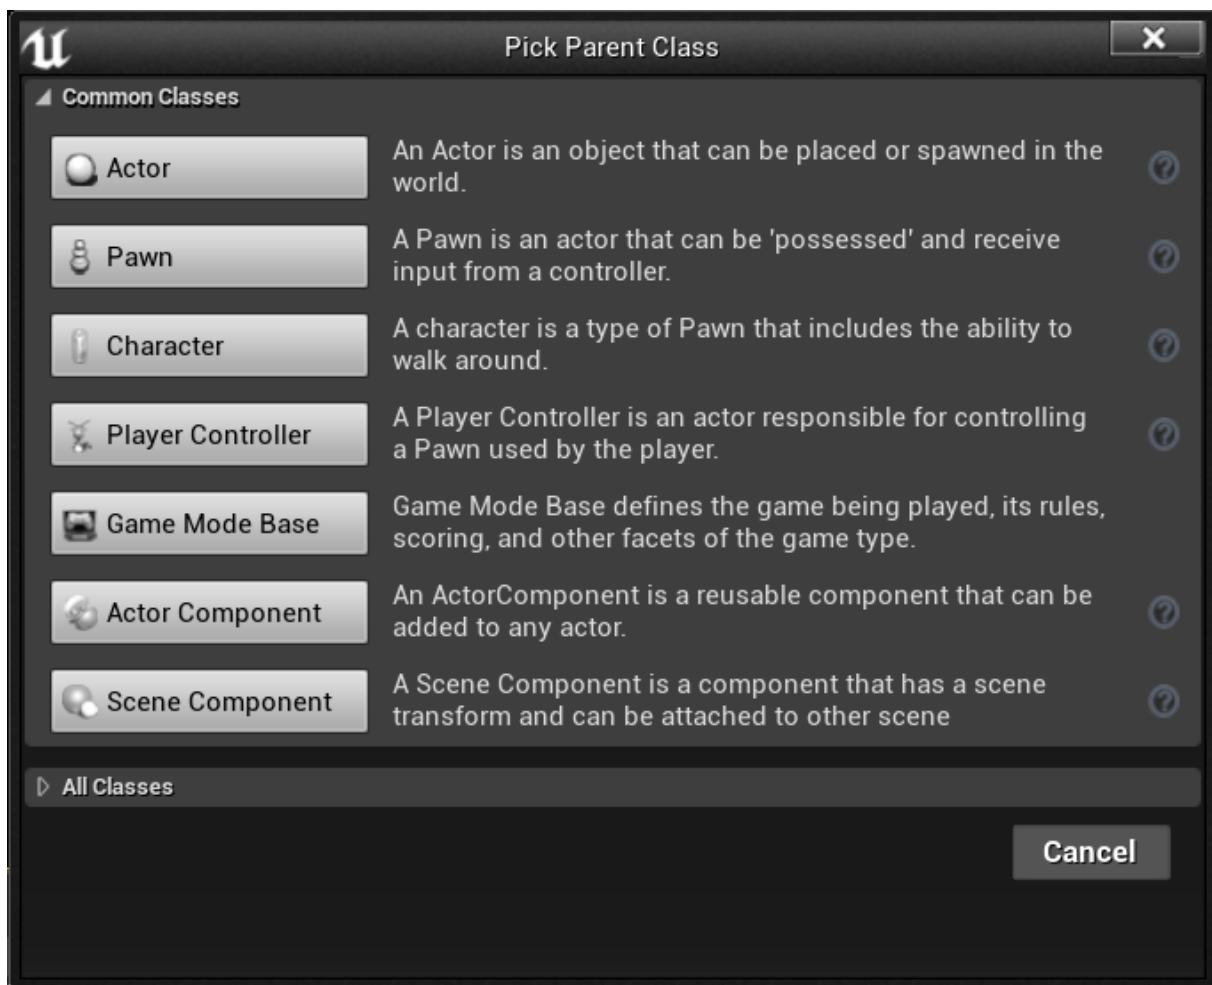 Pick Parent Class
Common Classes
Actor
An Actor is an object that can be placed or spawned in the
world.
Pawn
A Pawn is an actor that can be 'possessed' and receive
input from a controller.
Character
A character is a type of Pawn that includes the ability to
walk around.
Player Controller
A Player Controller is an actor responsible for controlling
a Pawn used by the player.
Game Mode Base
Game Mode Base defines the game being played, its rules,
scoring, and other facets of the game type.
Actor Component
An ActorComponent is a reusable component that can be
added to any actor.
Scene Component
A Scene Component is a component that has a scene
transform and can be attached to other scene
All Classes
Cancel